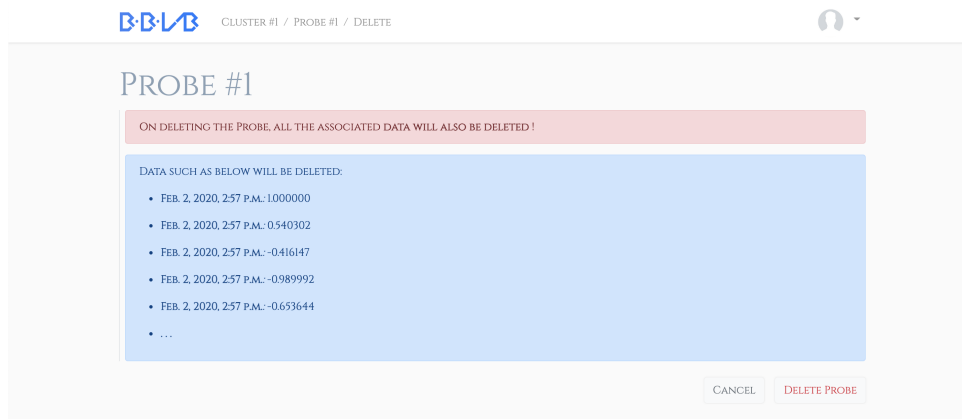 B·B·LAB
Cluster #1 / Probe #1 / Delete
Probe #1
On deleting the Probe, all the associated data will also be deleted !
Data such as below will be deleted:
• Feb. 2, 2020, 2:57 p.m.: 1.000000
• Feb. 2, 2020, 2:57 p.m.: 0.540302
• Feb. 2, 2020, 2:57 p.m.: -0.416147
• Feb. 2, 2020, 2:57 p.m.: -0.989992
• Feb. 2, 2020, 2:57 p.m.: -0.653644
• . . .
Cancel
Delete Probe